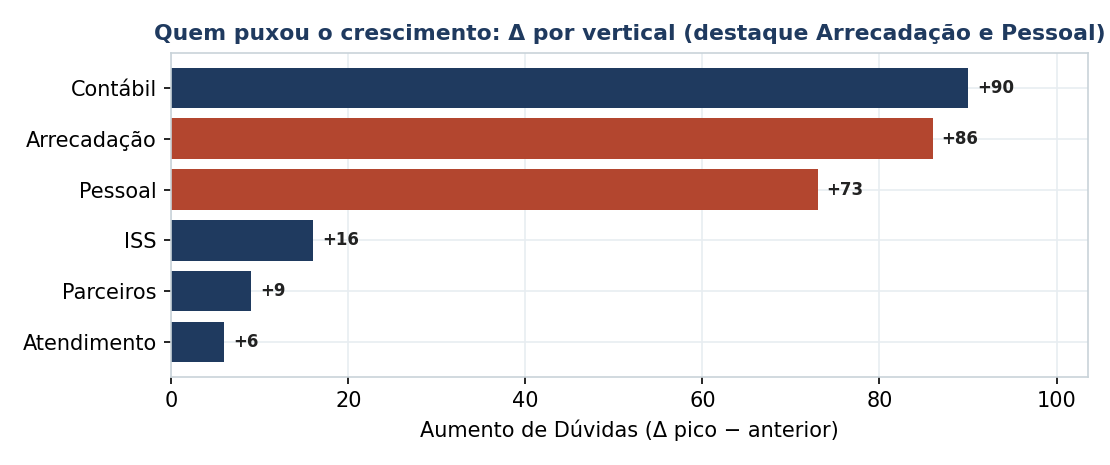 Quem puxou o crescimento: Δ por vertical (destaque Arrecadação e Pessoal)
Contábil +90
Arrecadação +86
Pessoal +73
ISS +16
Parceiros +9
Atendimento +6
0 20 40 60 80 100
Aumento de Dúvidas (Δ pico − anterior)